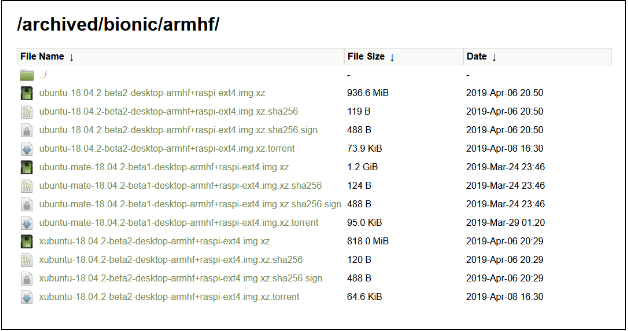 /archived/bionic/armhf/
File Name ↓ File Size ↓ Date ↓
../ - -
ubuntu-18.04.2-beta2-desktop-armhf+raspi-ext4.img.xz 936.6 MiB 2019-Apr-06 20:50
ubuntu-18.04.2-beta2-desktop-armhf+raspi-ext4.img.xz.sha256 119 B 2019-Apr-06 20:50
ubuntu-18.04.2-beta2-desktop-armhf+raspi-ext4.img.xz.sha256.sign 488 B 2019-Apr-06 20:50
ubuntu-18.04.2-beta2-desktop-armhf+raspi-ext4.img.xz.torrent 73.9 KiB 2019-Apr-08 16:30
ubuntu-mate-18.04.2-beta1-desktop-armhf+raspi-ext4.img.xz 1.2 GiB 2019-Mar-24 23:46
ubuntu-mate-18.04.2-beta1-desktop-armhf+raspi-ext4.img.xz.sha256 124 B 2019-Mar-24 23:46
ubuntu-mate-18.04.2-beta1-desktop-armhf+raspi-ext4.img.xz.sha256.sign 488 B 2019-Mar-24 23:46
ubuntu-mate-18.04.2-beta1-desktop-armhf+raspi-ext4.img.xz.torrent 95.0 KiB 2019-Mar-29 01:20
xubuntu-18.04.2-beta2-desktop-armhf+raspi-ext4.img.xz 818.0 MiB 2019-Apr-06 20:29
xubuntu-18.04.2-beta2-desktop-armhf+raspi-ext4.img.xz.sha256 120 B 2019-Apr-06 20:29
xubuntu-18.04.2-beta2-desktop-armhf+raspi-ext4.img.xz.sha256.sign 488 B 2019-Apr-06 20:29
xubuntu-18.04.2-beta2-desktop-armhf+raspi-ext4.img.xz.torrent 64.6 KiB 2019-Apr-08 16:30